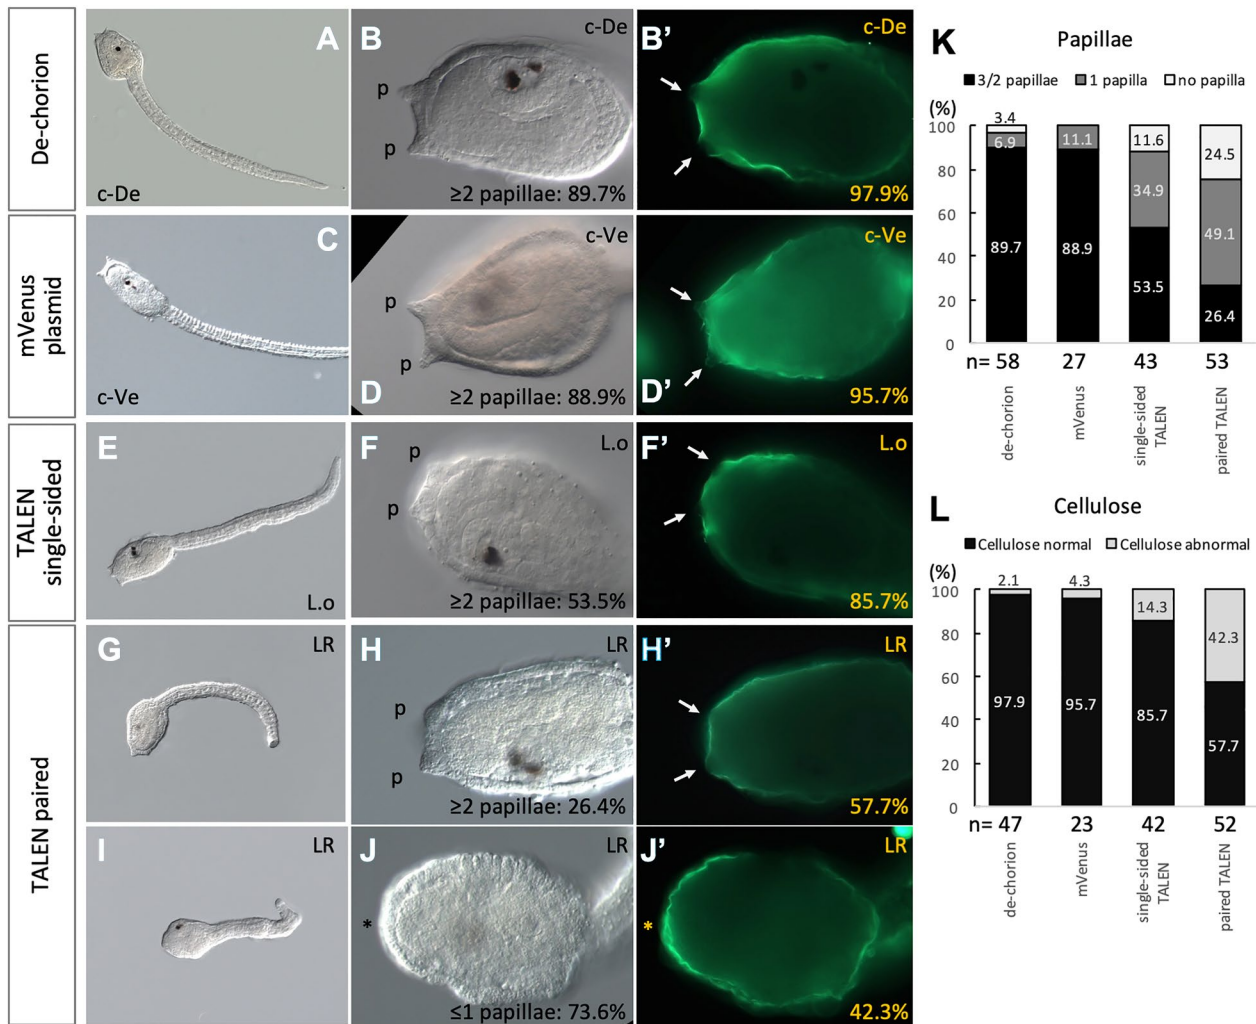 De-chorion
A
c-De
B
c-De
p
p
≥2 papillae: 89.7%
B’
c-De
97.9%
mVenus
plasmid
C
c-Ve
c-Ve
p
p
D
≥2 papillae: 88.9%
c-Ve
D’
95.7%
TALEN
single-sided
E
L.o
F
p
L.o
p
≥2 papillae: 53.5%
F’
L.o
85.7%
TALEN paired
G
LR
H
LR
p
p
≥2 papillae: 26.4%
H’
LR
57.7%
I
LR
J
*
≤1 papillae: 73.6%
J’
LR
*
42.3%
K
Papillae
3/2 papillae 1 papilla no papilla
(%)
100
80
60
40
20
0
3.4
6.9
89.7
11.1
88.9
11.6
34.9
53.5
24.5
49.1
26.4
n= 58 27 43 53
de-chorion
mVenus
single-sided
TALEN
paired TALEN
L
Cellulose
Cellulose normal Cellulose abnormal
(%)
100
80
60
40
20
0
2.1
97.9
4.3
95.7
14.3
85.7
42.3
57.7
n= 47 23 42 52
de-chorion
mVenus
single-sided
TALEN
paired TALEN